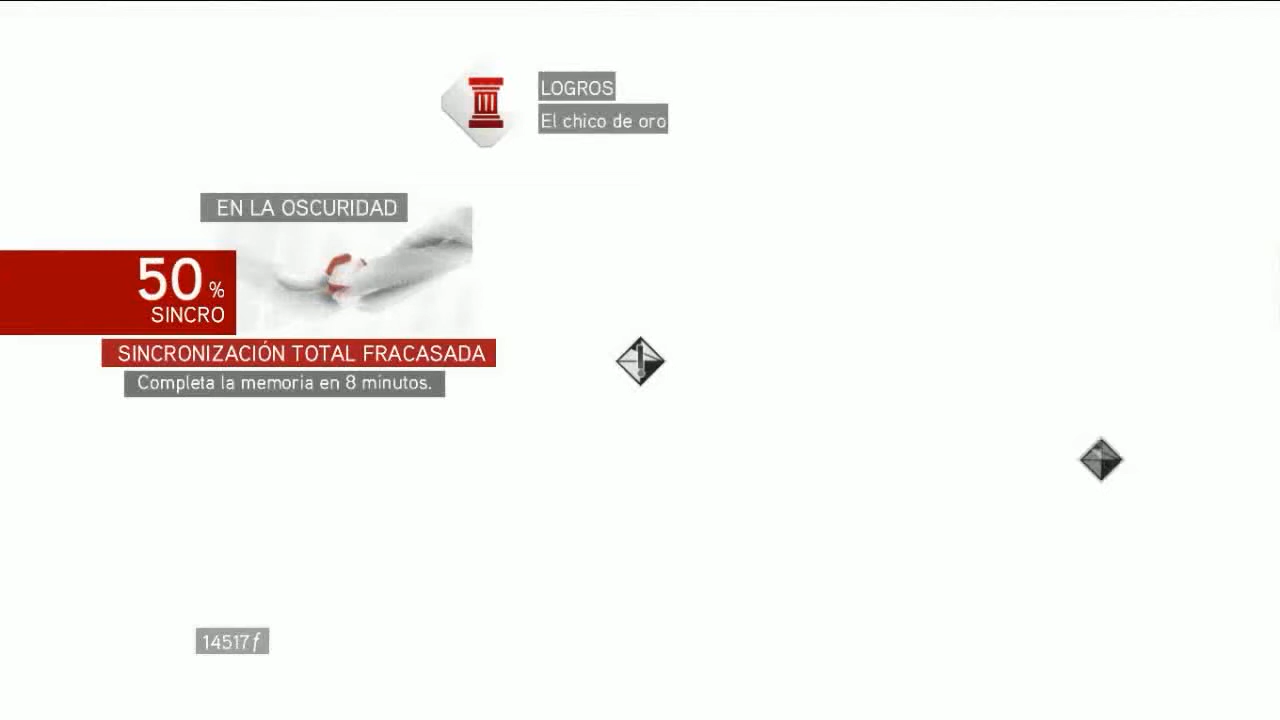 LOGROS
El chico de oro
EN LA OSCURIDAD
50 %
SINCRO
SINCRONIZACIÓN TOTAL FRACASADA
Completa la memoria en 8 minutos.
14517ƒ